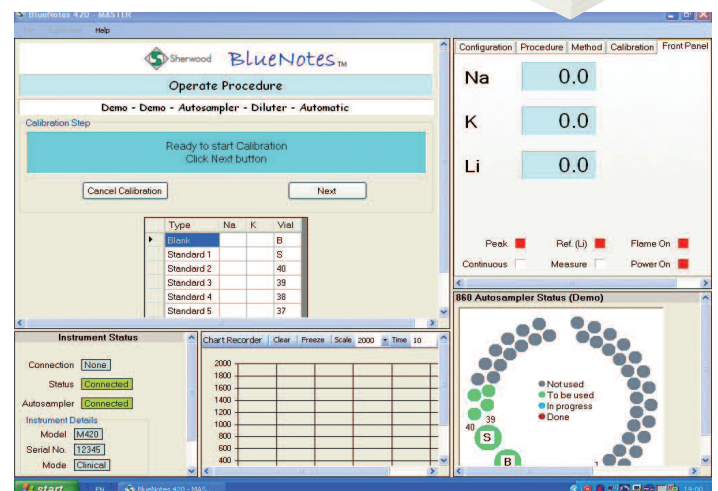 BlueNotes 420 - MASTER
File Supervisor Help
Sherwood BlueNotes TM
Operate Procedure
Demo - Demo - Autosampler - Diluter - Automatic
Calibration Step
Ready to start Calibration
Click Next button
Cancel Calibration Next
Type Na K Vial
Blank B
Standard 1 S
Standard 2 40
Standard 3 39
Standard 4 38
Standard 5 37
Configuration Procedure Method Calibration Front Panel
Na 0.0
K 0.0
Li 0.0
Peak Ref. (Li) Flame On
Continuous Measure Power On
Instrument Status
Connection None
Status Connected
Autosampler Connected
Instrument Details
Model M420
Serial No. 12345
Mode Clinical
Chart Recorder Clear Freeze Scale 2000 Time 10
2000
1800
1600
1400
1200
1000
800
600
400
860 Autosampler Status (Demo)
Not used
To be used
In progress
Done
39
40
S
B
1
start EN BlueNotes 420 - MAS... 19:00